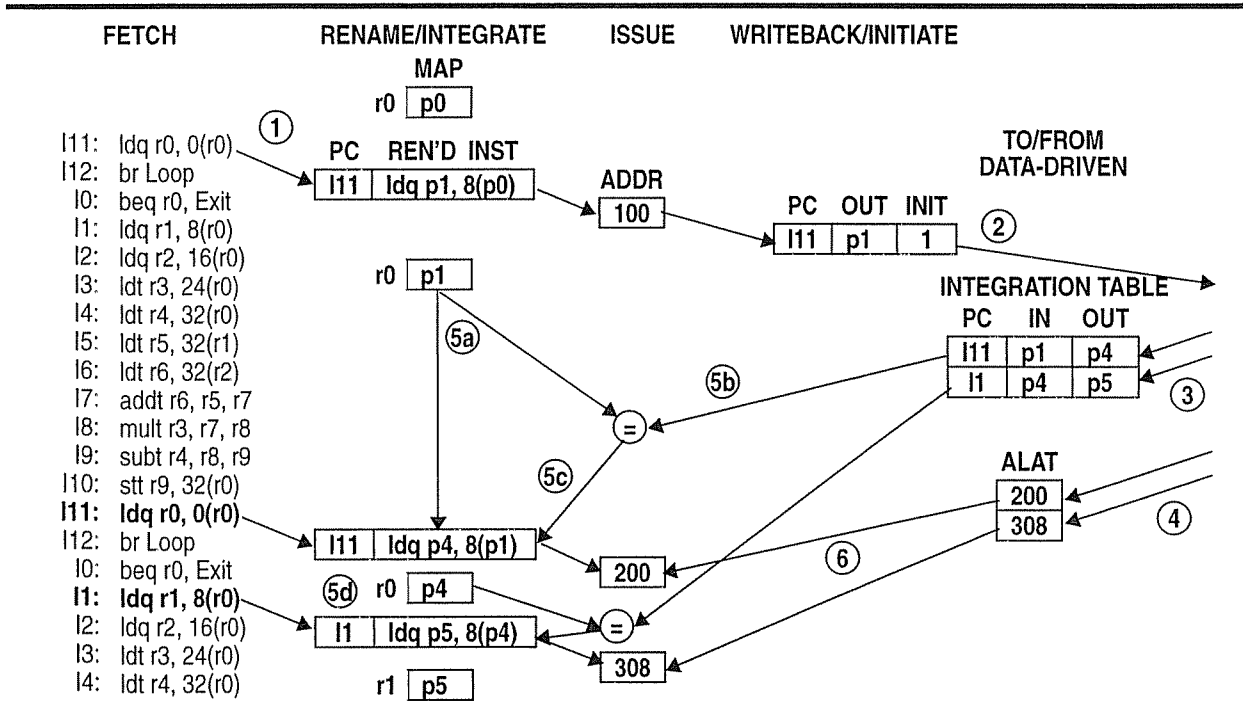 FETCH RENAME/INTEGRATE ISSUE WRITEBACK/INITIATE
MAP
r0 p0
1
I11: ldq r0, 0(r0)
I12: br Loop
I0: beq r0, Exit
I1: ldq r1, 8(r0)
I2: ldq r2, 16(r0)
I3: ldt r3, 24(r0)
I4: ldt r4, 32(r0)
I5: ldt r5, 32(r1)
I6: ldt r6, 32(r2)
I7: addt r6, r5, r7
I8: mult r3, r7, r8
I9: subt r4, r8, r9
I10: stt r9, 32(r0)
I11: ldq r0, 0(r0)
I12: br Loop
I0: beq r0, Exit
I1: ldq r1, 8(r0)
I2: ldq r2, 16(r0)
I3: ldt r3, 24(r0)
I4: ldt r4, 32(r0)
PC REN'D INST
I11 ldq p1, 8(p0)
ADDR
100
TO/FROM
DATA-DRIVEN
PC OUT INIT
I11 p1 1
2
r0 p1
5a
5b
=
5c
INTEGRATION TABLE
PC IN OUT
I11 p1 p4
I1 p4 p5
3
ALAT
200
308
4
I11 ldq p4, 8(p1)
200
6
5d r0 p4
I1 ldq p5, 8(p4)
=
308
r1 p5